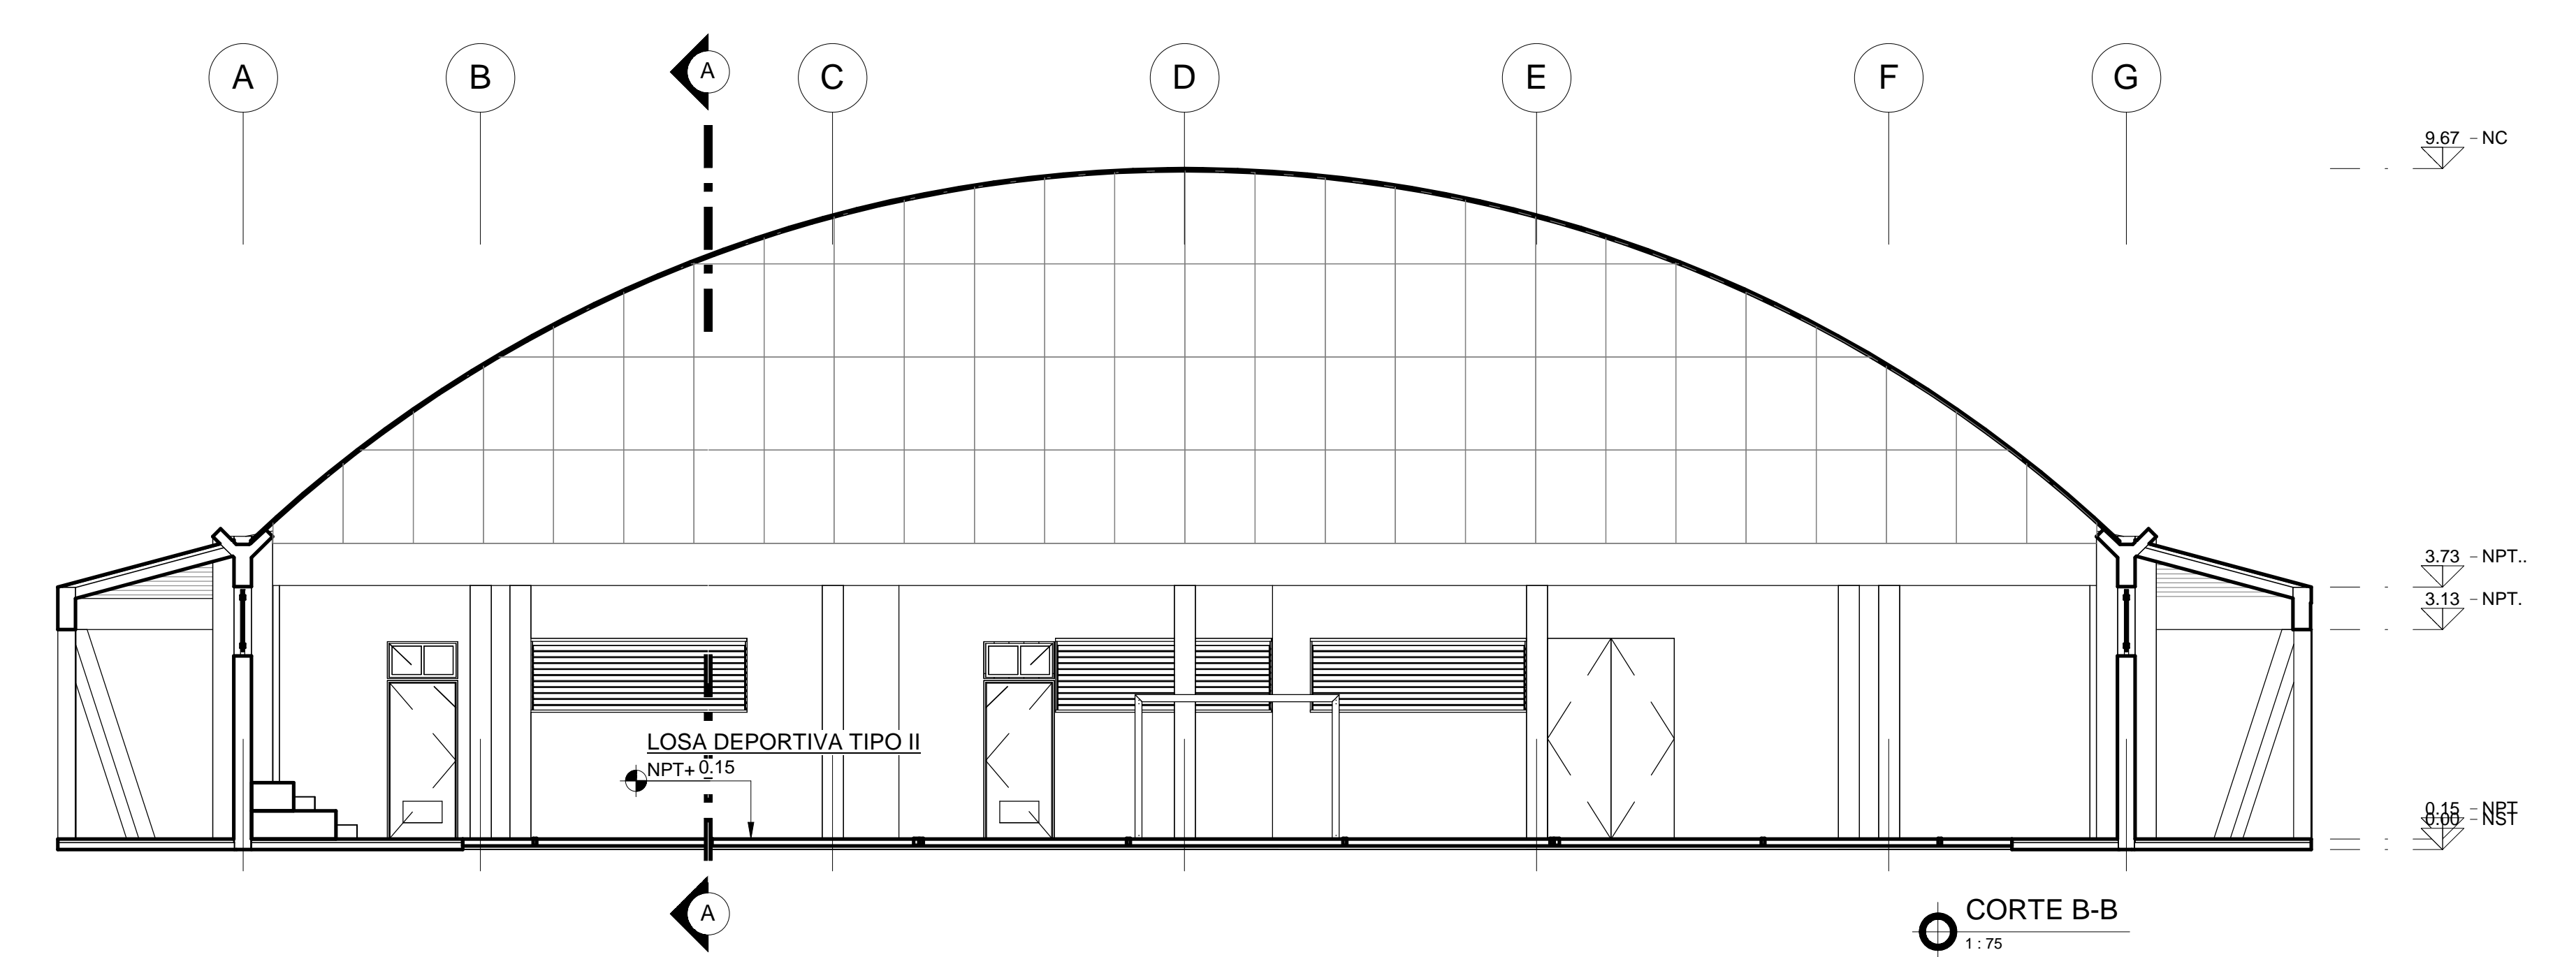 A B A C D E F G
9.67 - NC
3.73 - NPT..
3.13 - NPT.
LOSA DEPORTIVA TIPO II
NPT+ 0.15
0.15 - NPT
0.00 - NST
A
CORTE B-B
1 : 75